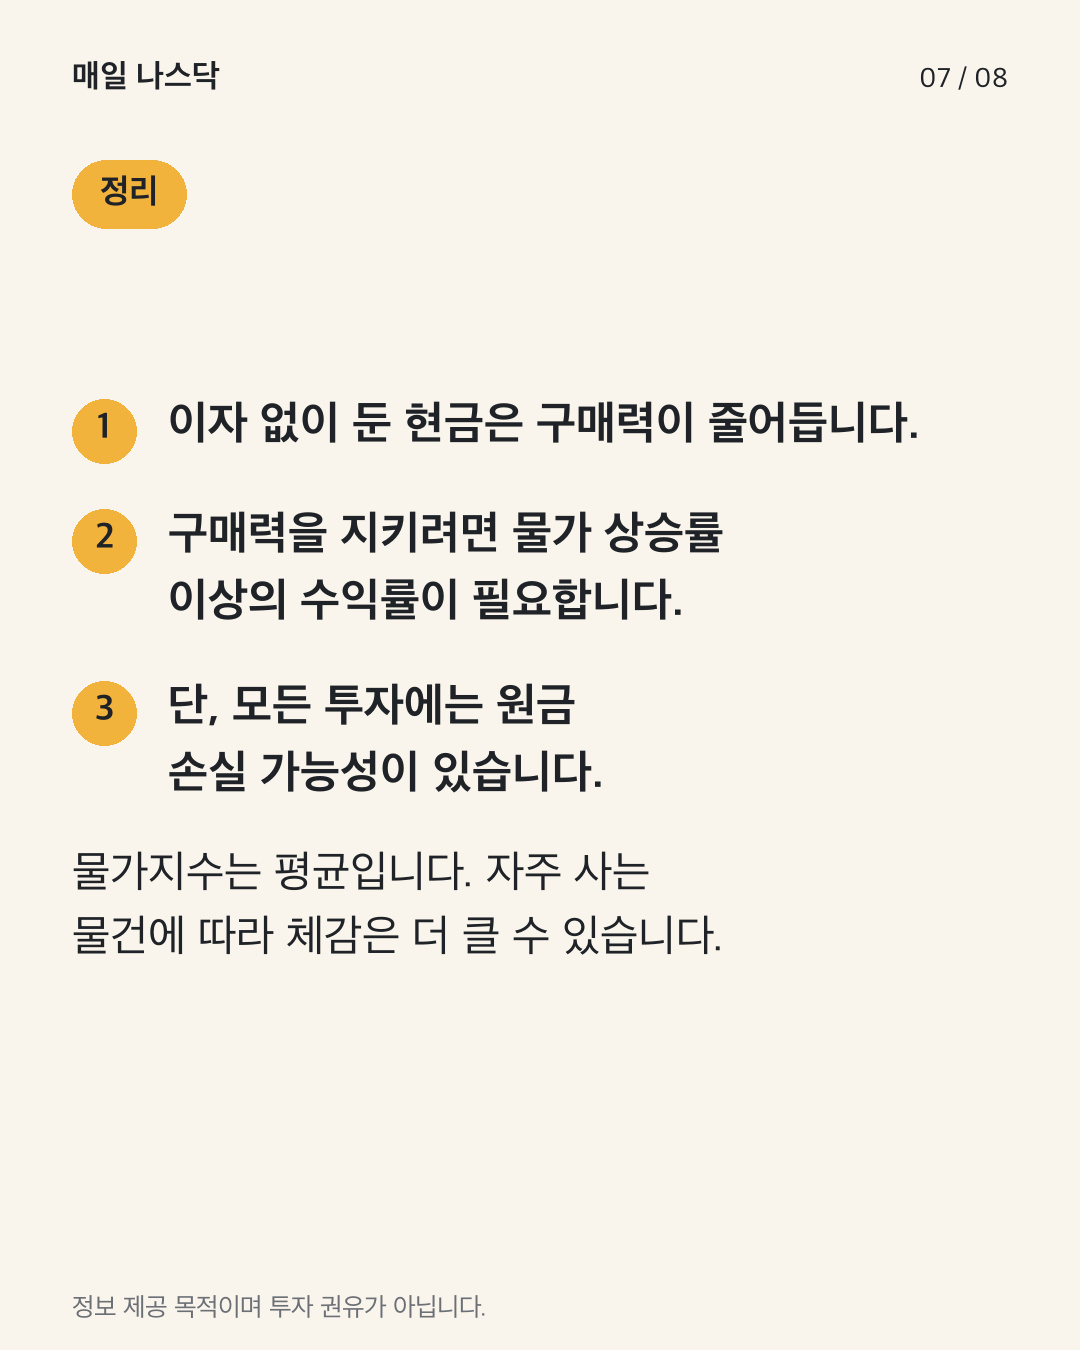 매일 나스닥
07 / 08
정리
1 이자 없이 둔 현금은 구매력이 줄어듭니다.
2 구매력을 지키려면 물가 상승률
이상의 수익률이 필요합니다.
3 단, 모든 투자에는 원금
손실 가능성이 있습니다.
물가지수는 평균입니다. 자주 사는
물건에 따라 체감은 더 클 수 있습니다.
정보 제공 목적이며 투자 권유가 아닙니다.